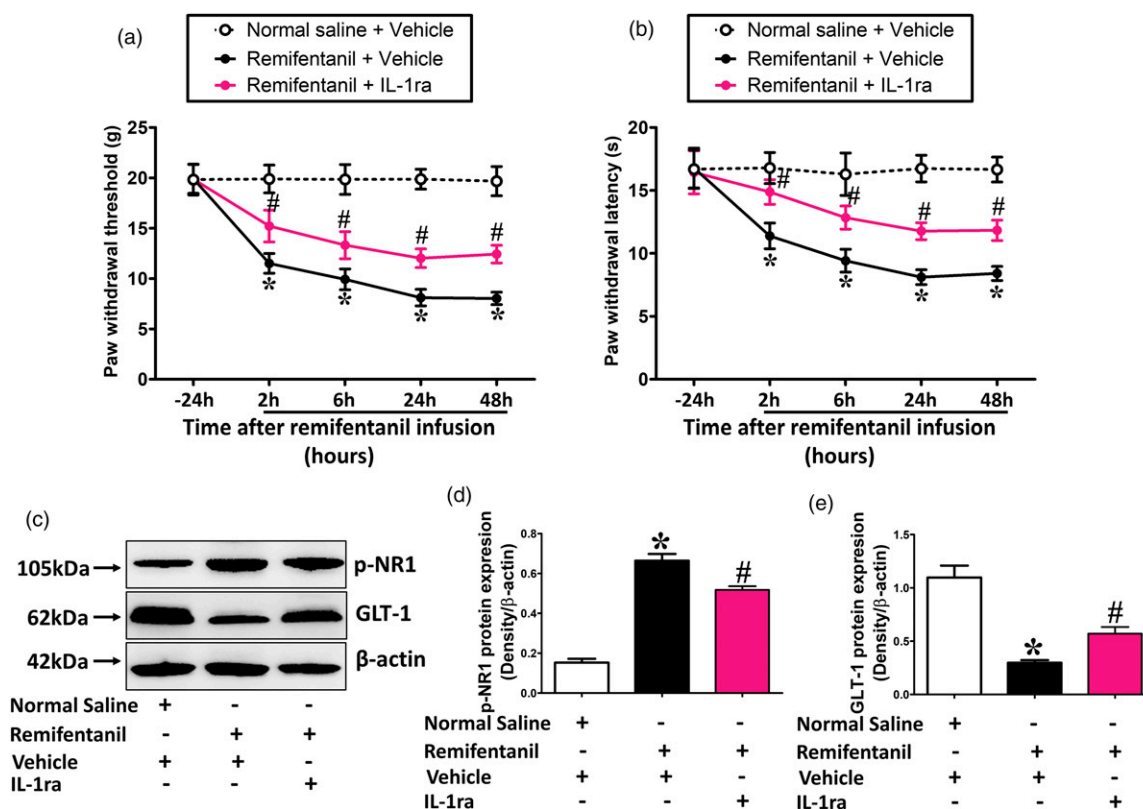 (a)
Normal saline + Vehicle
Remifentanil + Vehicle
Remifentanil + IL-1ra
Paw withdrawal threshold (g)
25
20
15
10
5
0
# # # #
* * * *
-24h 2h 6h 24h 48h
Time after remifentanil infusion
(hours)
(b)
Normal saline + Vehicle
Remifentanil + Vehicle
Remifentanil + IL-1ra
Paw withdrawal latency (s)
20
15
10
5
0
# # # #
* * * *
-24h 2h 6h 24h 48h
Time after remifentanil infusion
(hours)
(c)
105kDa p-NR1
62kDa GLT-1
42kDa β-actin
Normal Saline + - -
Remifentanil - + +
Vehicle + + -
IL-1ra - - +
(d)
p-NR1 protein expresion
(Density/β-actin)
0.8
0.6
0.4
0.2
0.0
* #
Normal Saline + - -
Remifentanil - + +
Vehicle + + -
IL-1ra - - +
(e)
GLT-1 protein expresion
(Density/β-actin)
1.5
1.0
0.5
0.0
* #
Normal Saline + - -
Remifentanil - + +
Vehicle + + -
IL-1ra - - +